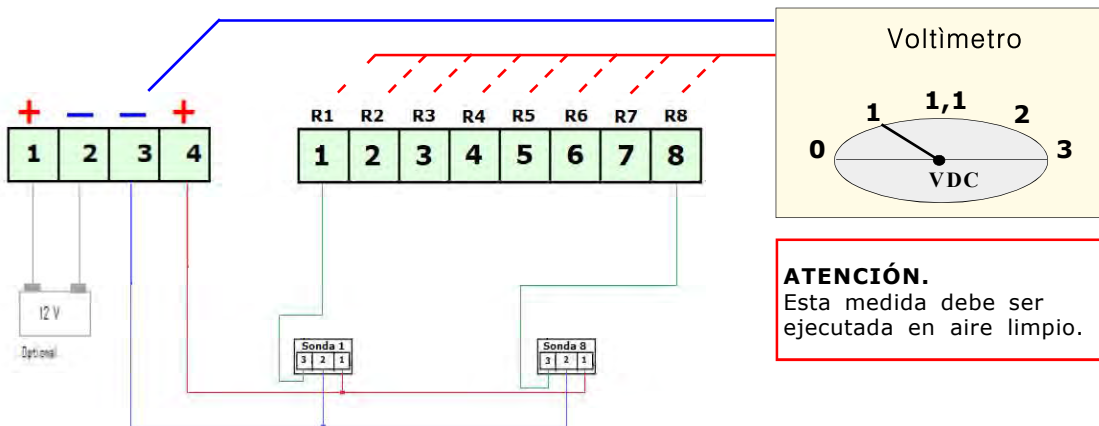 Voltìmetro
0 1 1,1 2 3
VDC
+ − − +
1 2 3 4
R1 R2 R3 R4 R5 R6 R7 R8
1 2 3 4 5 6 7 8
12 V
Optional
Sonda 1
3 2 1
Sonda 8
3 2 1
ATENCIÓN.
Esta medida debe ser
ejecutada en aire limpio.